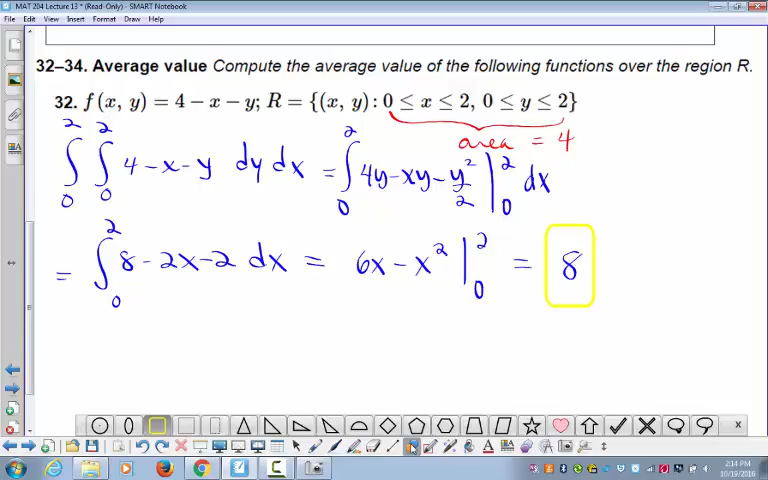 MAT 204 Lecture 13 * (Read-Only) - SMART Notebook
File Edit View Insert Format Draw Help
32–34. Average value Compute the average value of the following functions over the region R.
32. f(x, y) = 4 − x − y; R = {(x, y) : 0 ≤ x ≤ 2, 0 ≤ y ≤ 2}
area = 4
∫₀² ∫₀² 4 − x − y dy dx = ∫₀² 4y − xy − y²/2 |₀² dx
= ∫₀² 8 − 2x − 2 dx = 6x − x² |₀² = 8
2:14 PM
10/19/2016